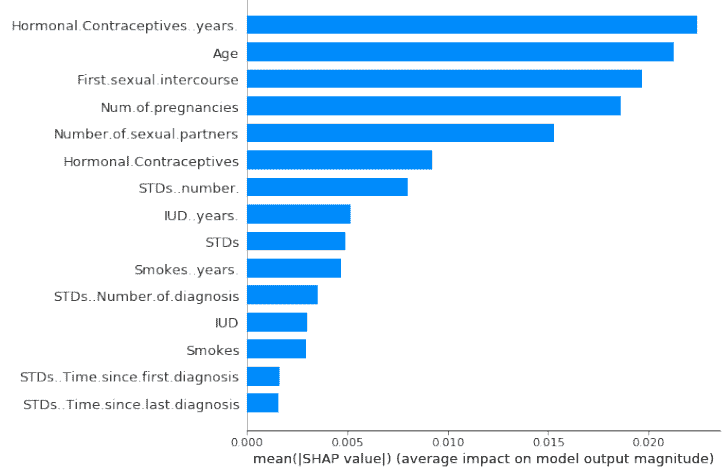 Hormonal.Contraceptives..years.
Age
First.sexual.intercourse
Num.of.pregnancies
Number.of.sexual.partners
Hormonal.Contraceptives
STDs..number.
IUD..years.
STDs
Smokes..years.
STDs..Number.of.diagnosis
IUD
Smokes
STDs..Time.since.first.diagnosis
STDs..Time.since.last.diagnosis
0.000 0.005 0.010 0.015 0.020
mean(|SHAP value|) (average impact on model output magnitude)